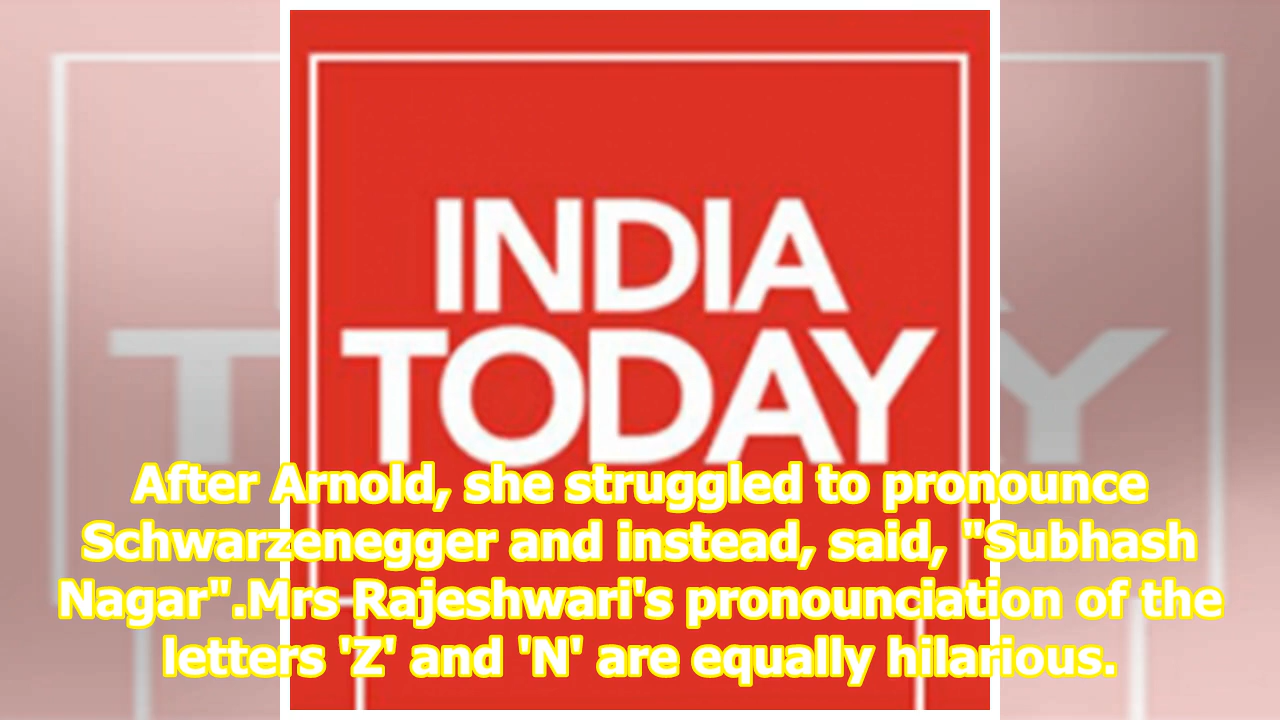 INDIA
TODAY
After Arnold, she struggled to pronounce
Schwarzenegger and instead, said, "Subhash
Nagar".Mrs Rajeshwari's pronounciation of the
letters 'Z' and 'N' are equally hilarious.